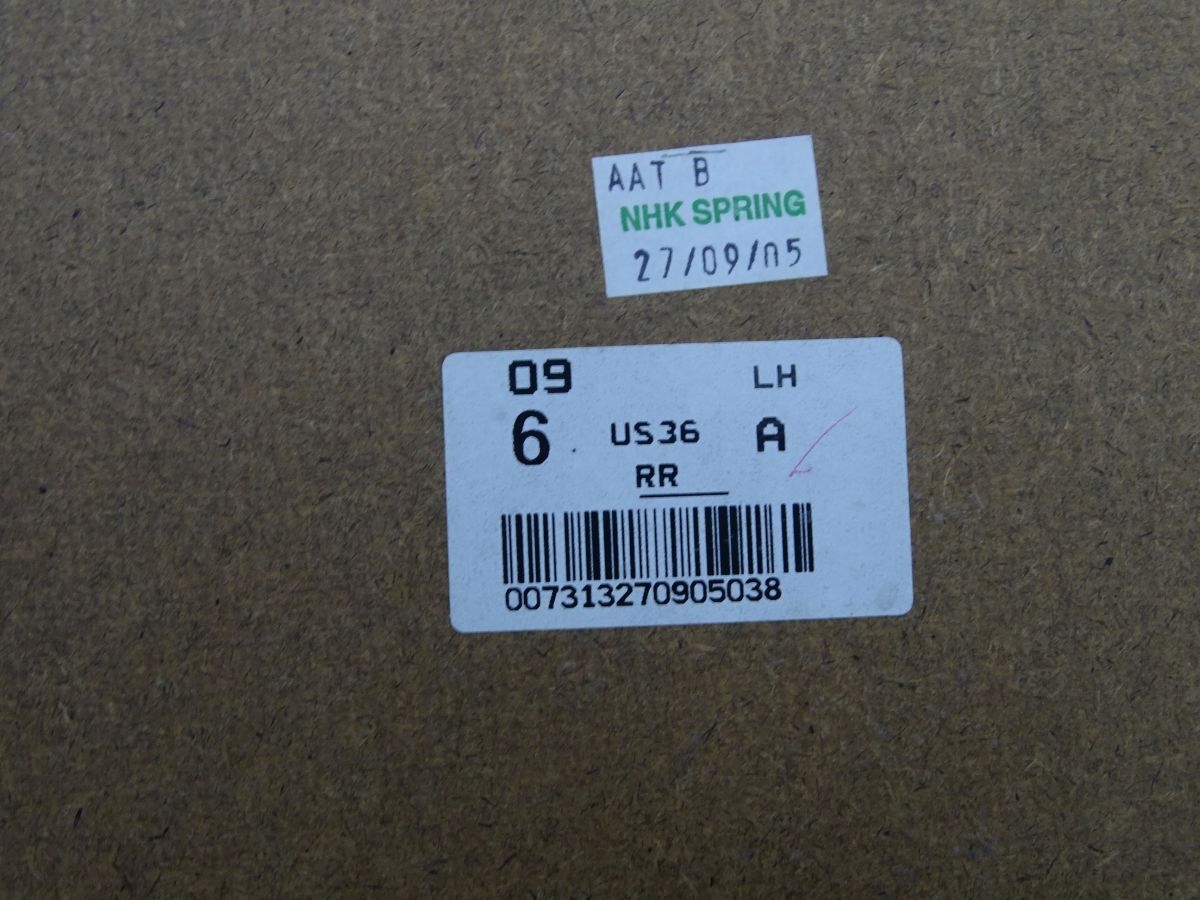 AAT B
NHK SPRING
27/09/05
09 LH
6 US36 A
RR
007313270905038